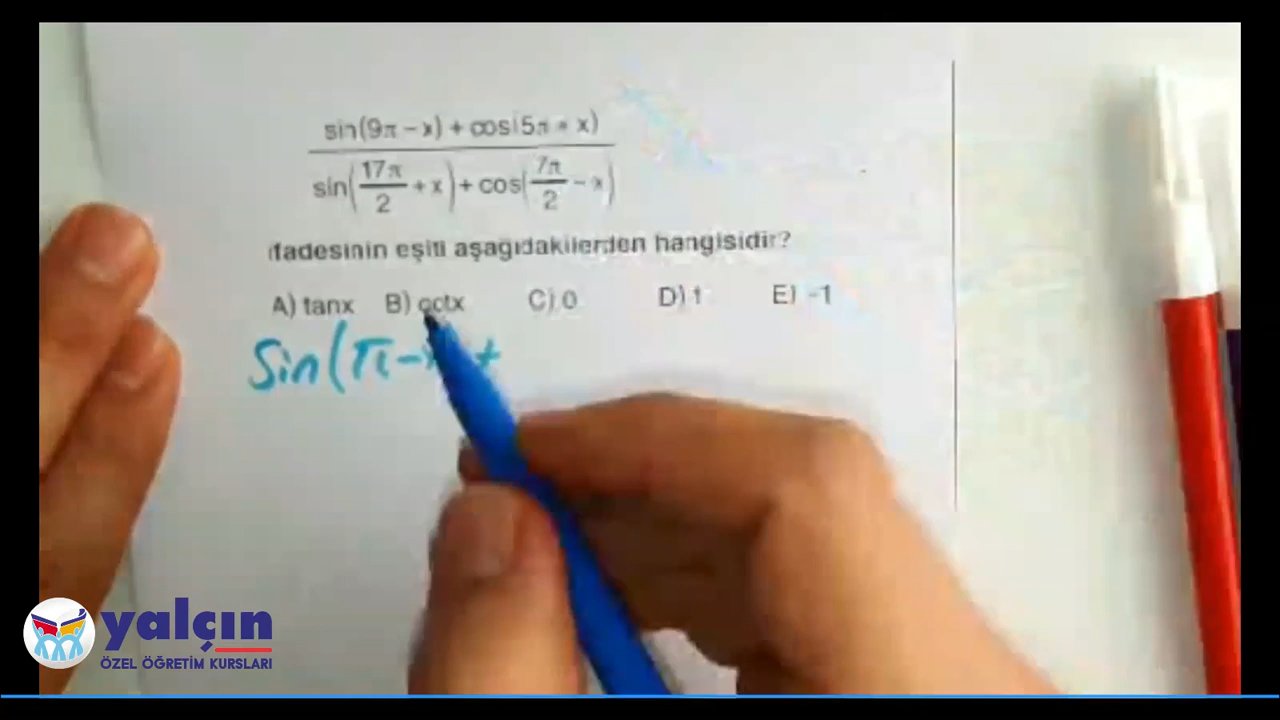 sin(9π – x) + cos(5π + x)
sin(17π/2 + x) + cos(7π/2 – x)
ifadesinin eşiti aşağıdakilerden hangisidir?
A) tanx B) cotx C) 0 D) 1 E) -1
Sin(π-x) +
yalçın
ÖZEL ÖĞRETİM KURSLARI